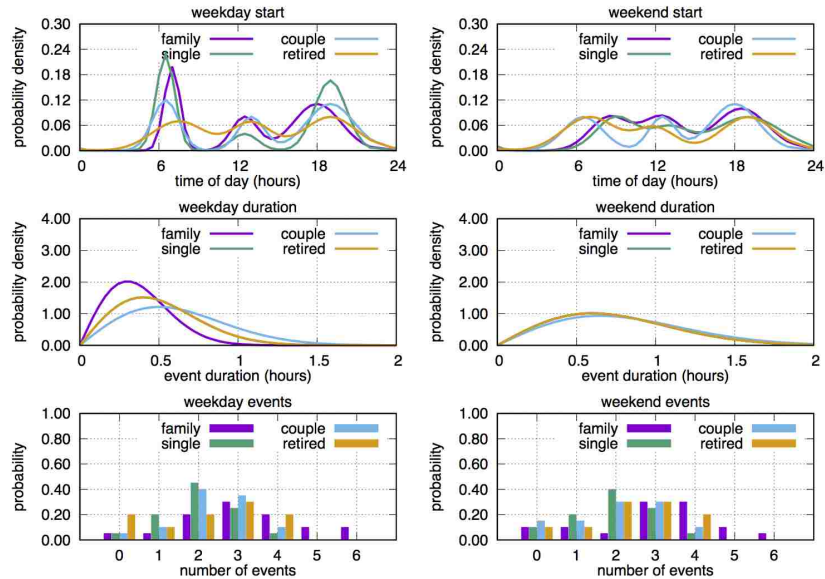 weekday start
probability density
0.30
0.24
0.18
0.12
0.06
0.00
family
single
couple
retired
0 6 12 18 24
time of day (hours)
weekend start
probability density
0.30
0.24
0.18
0.12
0.06
0.00
family
single
couple
retired
0 6 12 18 24
time of day (hours)
weekday duration
probability density
4.00
3.00
2.00
1.00
0.00
family
single
couple
retired
0 0.5 1 1.5 2
event duration (hours)
weekend duration
probability density
4.00
3.00
2.00
1.00
0.00
family
single
couple
retired
0 0.5 1 1.5 2
event duration (hours)
weekday events
probability
1.00
0.80
0.60
0.40
0.20
0.00
family
single
couple
retired
0 1 2 3 4 5 6
number of events
weekend events
probability
1.00
0.80
0.60
0.40
0.20
0.00
family
single
couple
retired
0 1 2 3 4 5 6
number of events